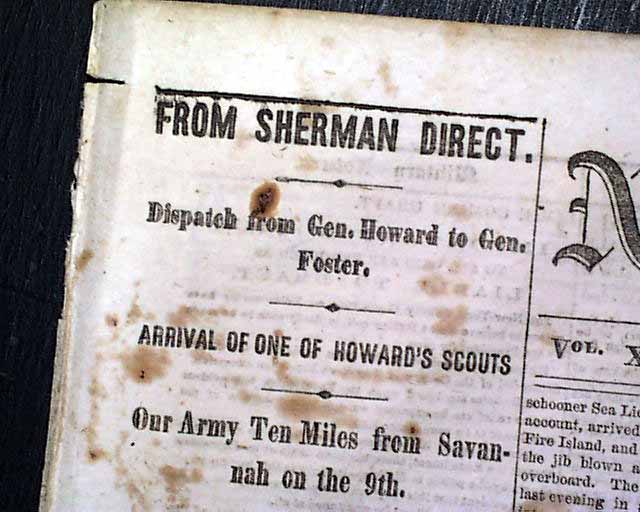 FROM SHERMAN DIRECT.
Dispatch from Gen. Howard to Gen.
Foster.
ARRIVAL OF ONE OF HOWARD'S SCOUTS
Our Army Ten Miles from Savan-
nah on the 9th.
N
VOL. X
schooner Sea
account, arrived
Fire Island, and
the jib blown a
overboard. The
last evening in